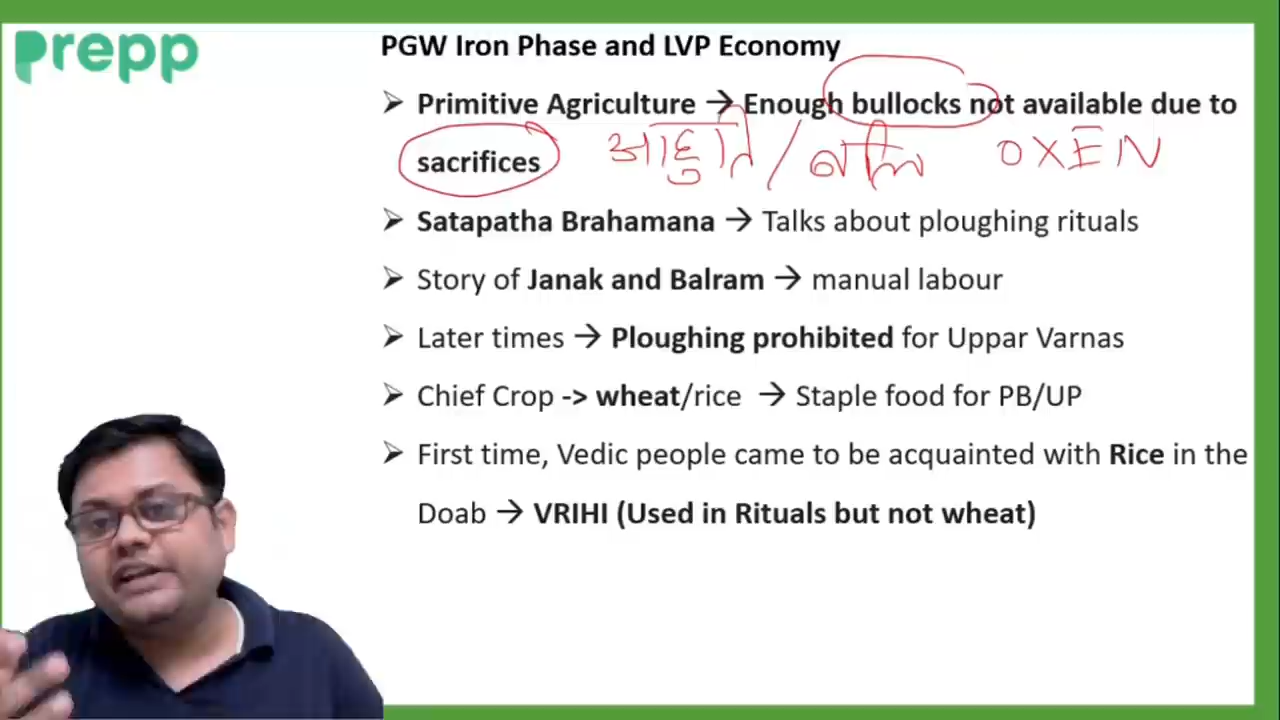 prepp
PGW Iron Phase and LVP Economy
➢ Primitive Agriculture → Enough bullocks not available due to
sacrifices आहुति / बलि OXEN
➢ Satapatha Brahamana → Talks about ploughing rituals
➢ Story of Janak and Balram → manual labour
➢ Later times → Ploughing prohibited for Uppar Varnas
➢ Chief Crop -> wheat/rice → Staple food for PB/UP
➢ First time, Vedic people came to be acquainted with Rice in the
Doab → VRIHI (Used in Rituals but not wheat)